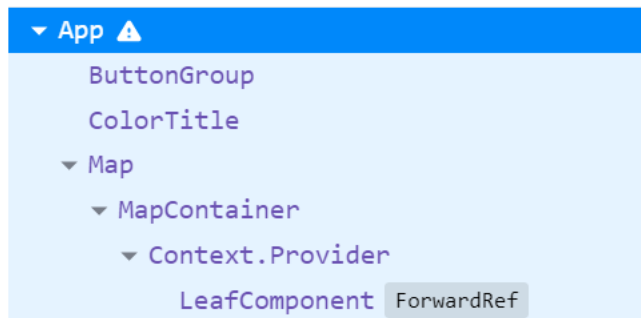 App
ButtonGroup
ColorTitle
Map
MapContainer
Context.Provider
LeafComponent ForwardRef